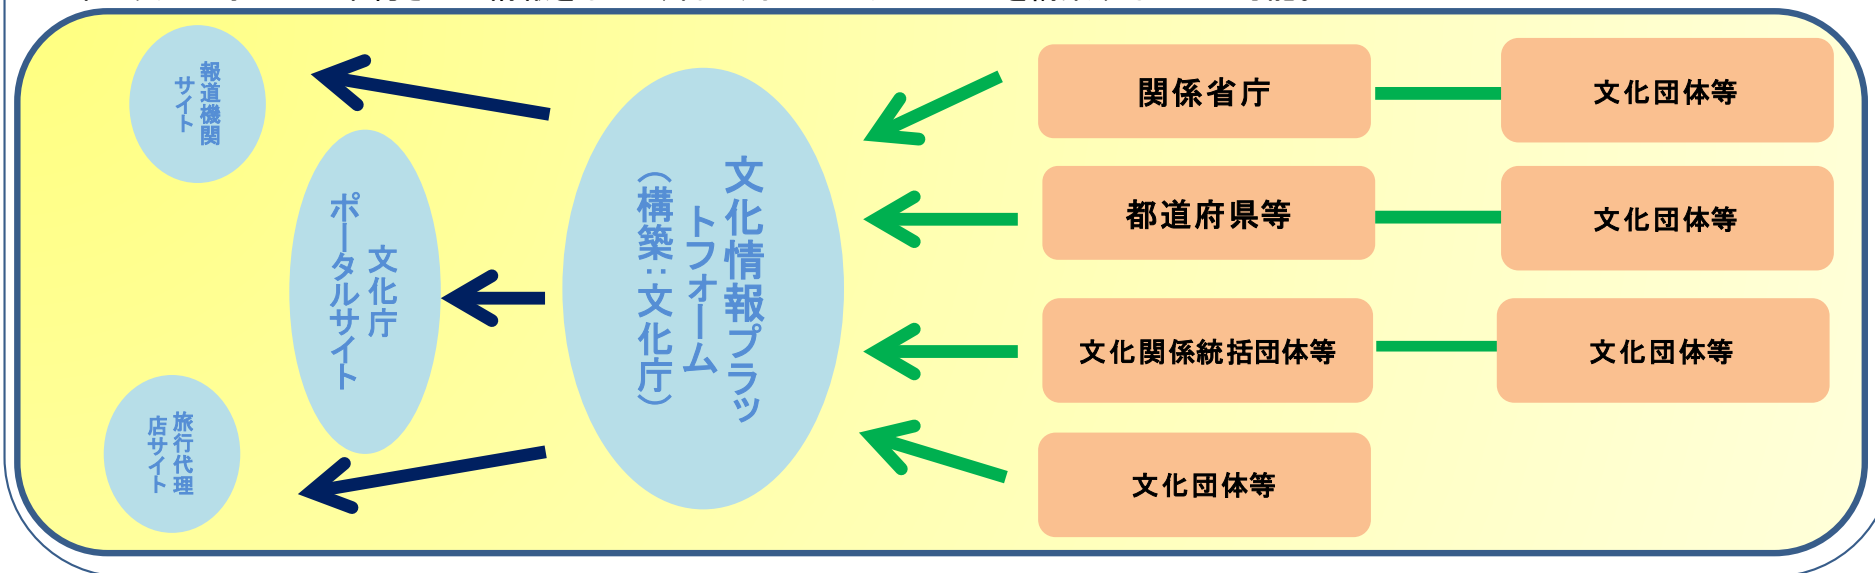 報道機関
サイト
文化庁
ポータルサイト
旅行代理
店サイト
文化情報プラッ
トフォーム
（構築：文化庁）
関係省庁
文化団体等
都道府県等
文化団体等
文化関係統括団体等
文化団体等
文化団体等